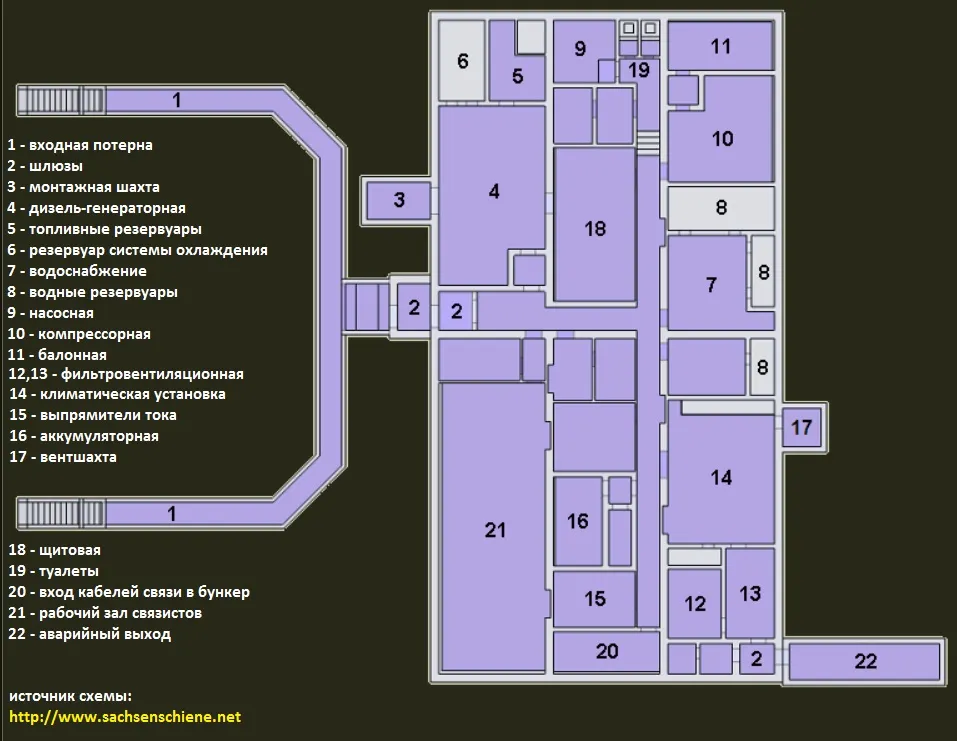 6
5
9
19
11
1
10
1 - входная потерна
2 - шлюзы
3 - монтажная шахта
4 - дизель-генераторная
5 - топливные резервуары
6 - резервуар системы охлаждения
7 - водоснабжение
8 - водные резервуары
9 - насосная
10 - компрессорная
11 - балонная
12,13 - фильтровентиляционная
14 - климатическая установка
15 - выпрямители тока
16 - аккумуляторная
17 - вентшахта
3
4
18
8
7
8
2
2
8
17
14
21
16
1
15
12
13
20
2
22
18 - щитовая
19 - туалеты
20 - вход кабелей связи в бункер
21 - рабочий зал связистов
22 - аварийный выход
источник схемы:
http://www.sachsenschiene.net